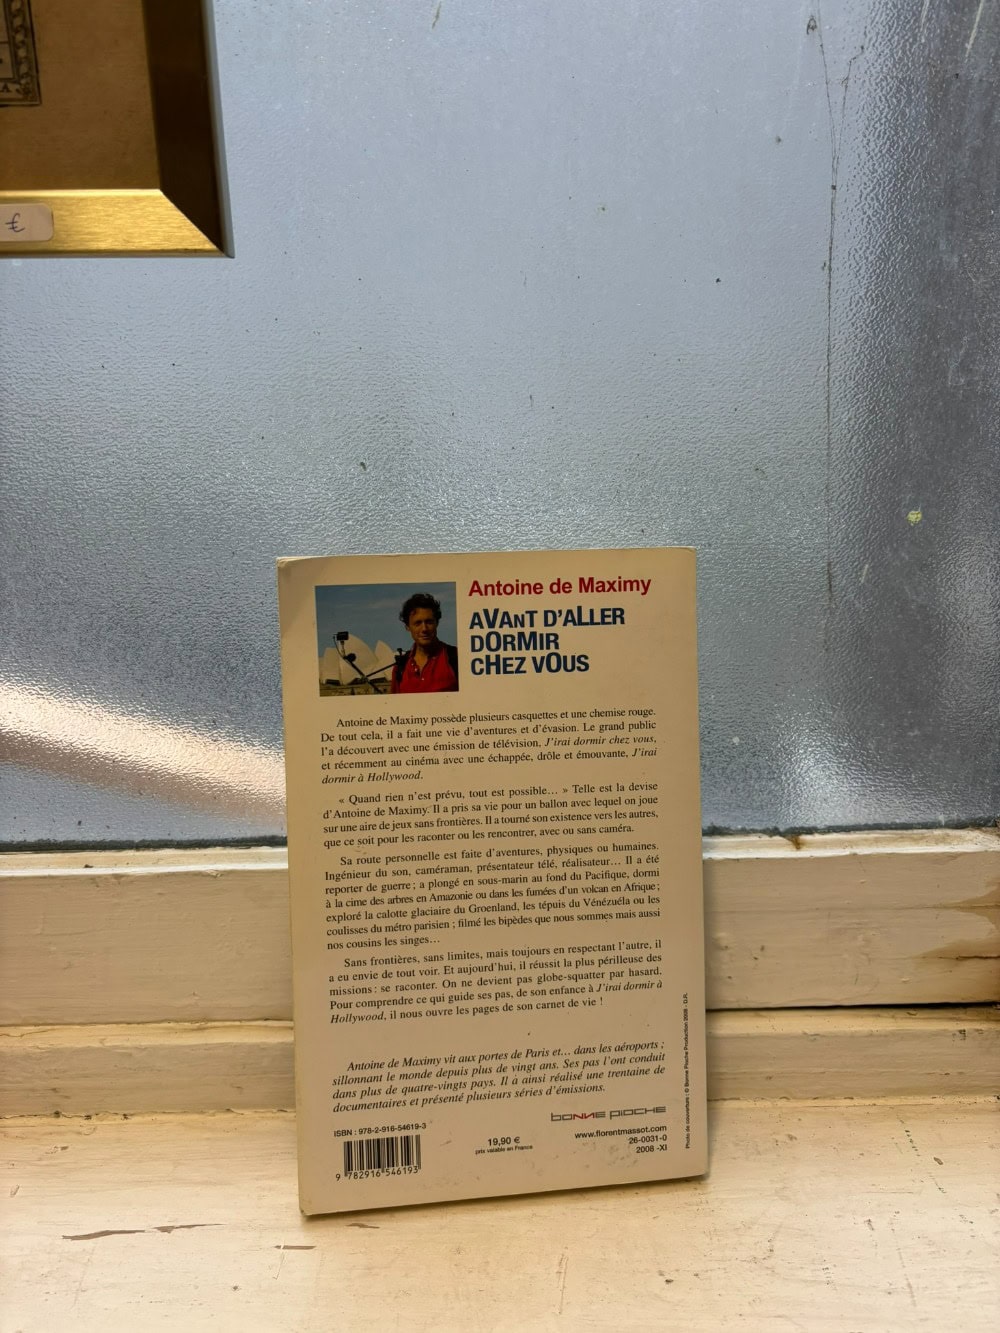 €
Antoine de Maximy
AVANT D'ALLER
DORMIR
CHEZ VOUS
Antoine de Maximy possède plusieurs casquettes et une chemise rouge.
De tout cela, il a fait une vie d'aventures et d'évasion. Le grand public
l'a découvert avec une émission de télévision, J'irai dormir chez vous,
et récemment au cinéma avec une échappée, drôle et émouvante, J'irai
dormir à Hollywood.
« Quand rien n'est prévu, tout est possible... » Telle est la devise
d'Antoine de Maximy. Il a pris sa vie pour un ballon avec lequel on joue
sur une aire de jeux sans frontières. Il a tourné son existence vers les autres,
que ce soit pour les raconter ou les rencontrer, avec ou sans caméra.
Sa route personnelle est faite d'aventures, physiques ou humaines.
Ingénieur du son, caméraman, présentateur télé, réalisateur... Il a été
reporter de guerre ; a plongé en sous-marin au fond du Pacifique, dormi
à la cime des arbres en Amazonie ou dans les fumées d'un volcan en Afrique ;
exploré la calotte glaciaire du Groenland, les tépuis du Vénézuéla ou les
coulisses du métro parisien ; filmé les bipèdes que nous sommes mais aussi
nos cousins les singes...
Sans frontières, sans limites, mais toujours en respectant l'autre, il
a eu envie de tout voir. Et aujourd'hui, il réussit la plus périlleuse des
missions : se raconter. On ne devient pas globe-squatter par hasard.
Pour comprendre ce qui guide ses pas, de son enfance à J'irai dormir à
Hollywood, il nous ouvre les pages de son carnet de vie !
Antoine de Maximy vit aux portes de Paris et... dans les aéroports ;
sillonnant le monde depuis plus de vingt ans. Ses pas l'ont conduit
dans plus de quatre-vingts pays. Il à ainsi réalisé une trentaine de
documentaires et présenté plusieurs séries d'émissions.
BONNE PIOCHE
ISBN : 978-2-916-54619-3
9 782916 546193
19,90 €
prix valable en France
www.florentmassot.com
26-0031-0
2008 -XI
Photo de couverture : © Bonne Pioche Production 2008 - D.R.